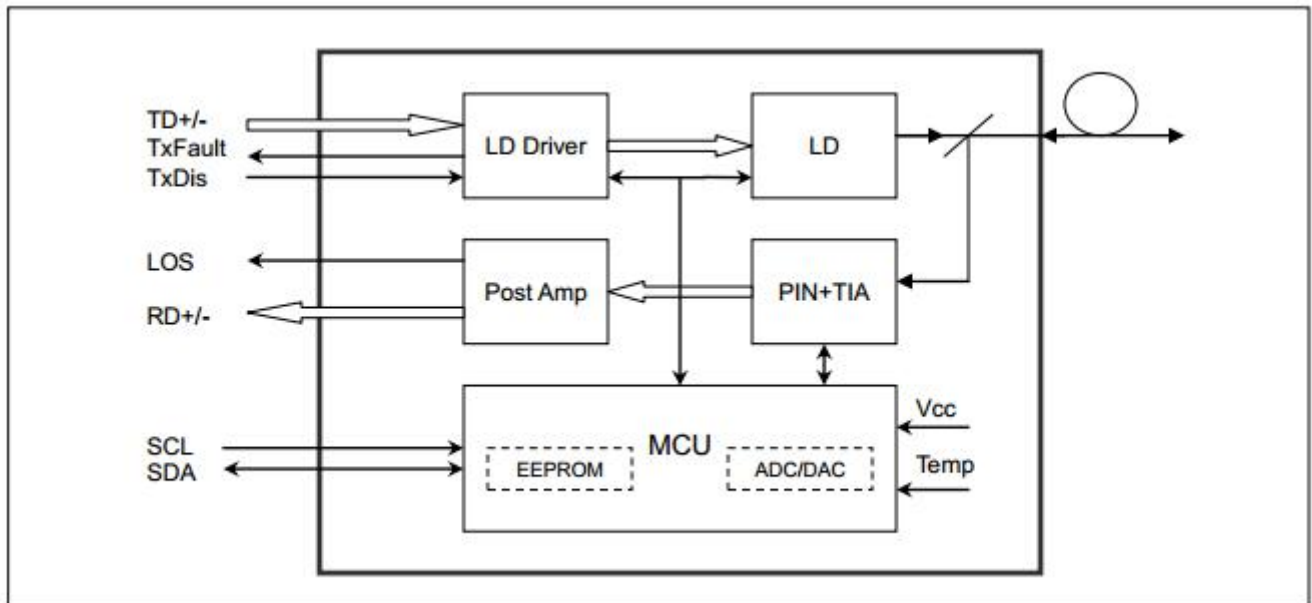 TD+/-
TxFault
TxDis
LD Driver
LD
LOS
RD+/-
Post Amp
PIN+TIA
SCL
SDA
MCU
EEPROM
ADC/DAC
Vcc
Temp